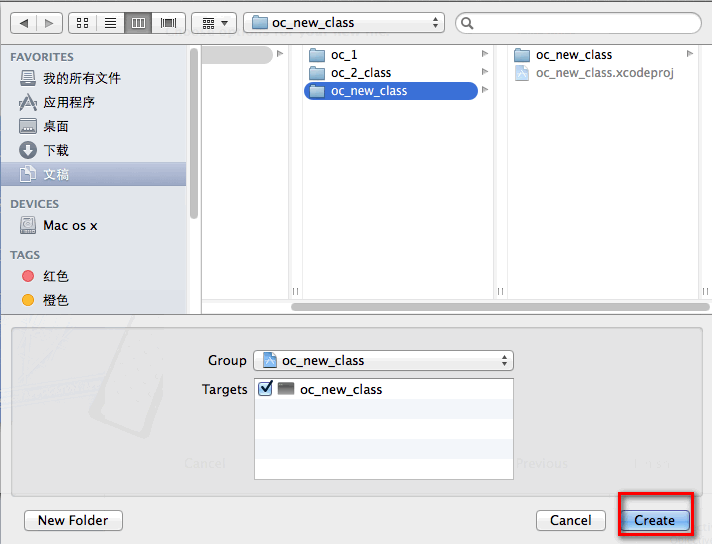 oc_new_class
FAVORITES
我的所有文件
应用程序
桌面
下载
文稿
DEVICES
Mac os x
TAGS
红色
橙色
oc_1
oc_2_class
oc_new_class
oc_new_class
oc_new_class.xcodeproj
Group oc_new_class
Targets oc_new_class
Cancel Previous
New Folder Cancel Create